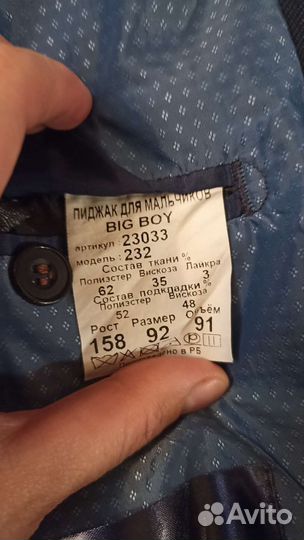 ПИДЖАК ДЛЯ МАЛЬЧИКОВ
BIG BOY
артикул: 23033
модель: 232
Состав ткани %
Полиэстер Вискоза Лайкра
62 35 3
Состав подкладки %
Полиэстер Вискоза
52 48
Рост Размер Объём
158 92 91
в РБ
Avito